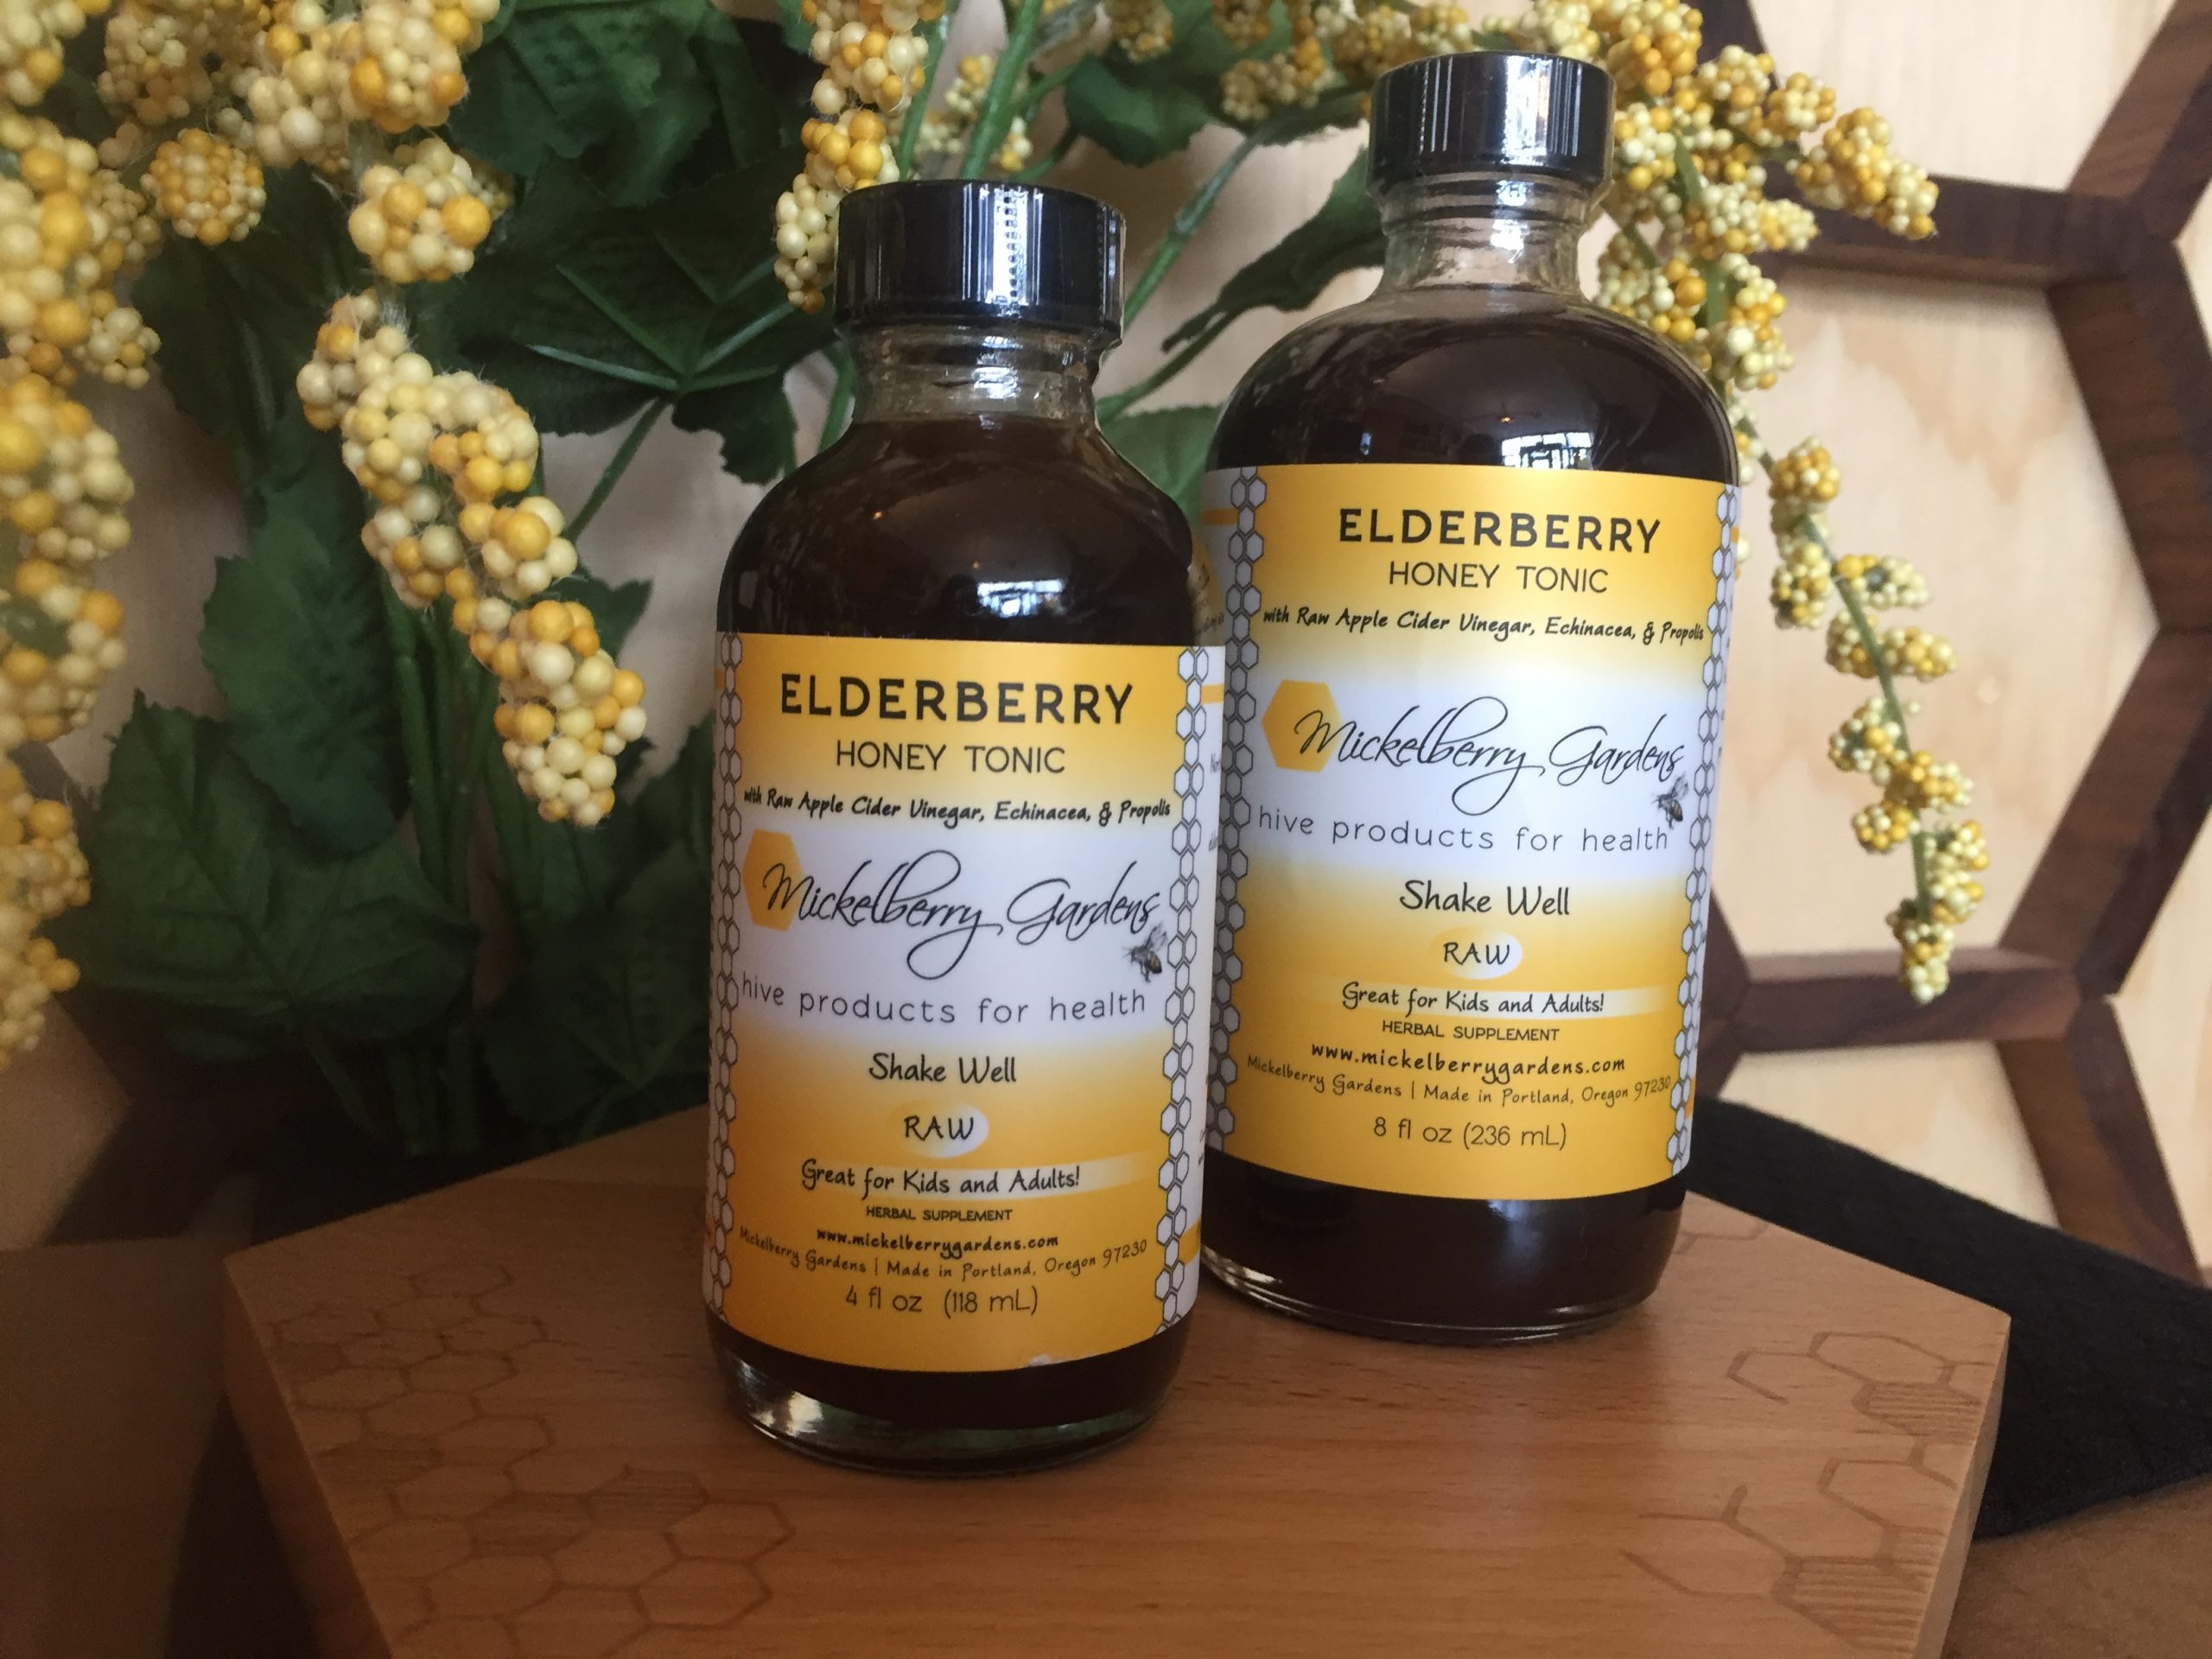 ELDERBERRY
HONEY TONIC
with Raw Apple Cider Vinegar, Echinacea, & Propolis
Mickelberry Gardens
hive products for health
Shake Well
RAW
Great for Kids and Adults!
HERBAL SUPPLEMENT
www.mickelberrygardens.com
Mickelberry Gardens | Made in Portland, Oregon 97230
4 fl oz (118 mL)
ELDERBERRY
HONEY TONIC
with Raw Apple Cider Vinegar, Echinacea, & Propolis
Mickelberry Gardens
hive products for health
Shake Well
RAW
Great for Kids and Adults!
HERBAL SUPPLEMENT
www.mickelberrygardens.com
Mickelberry Gardens | Made in Portland, Oregon 97230
8 fl oz (236 mL)